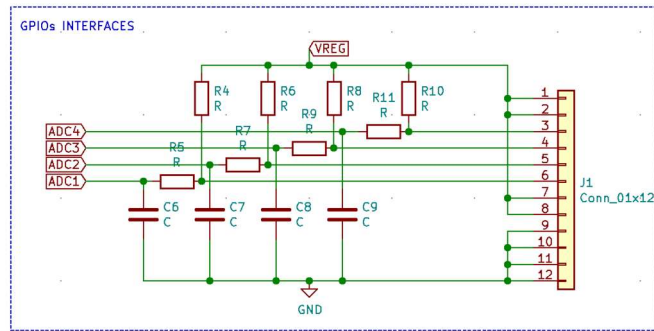 GPIOs INTERFACES
VREG
R4
R
R6
R
R8
R
R10
R
R11
R
R9
R
R7
R
R5
R
ADC4
ADC3
ADC2
ADC1
C6
C
C7
C
C8
C
C9
C
1
2
3
4
5
6
7
8
9
10
11
12
J1
Conn_01x12
GND